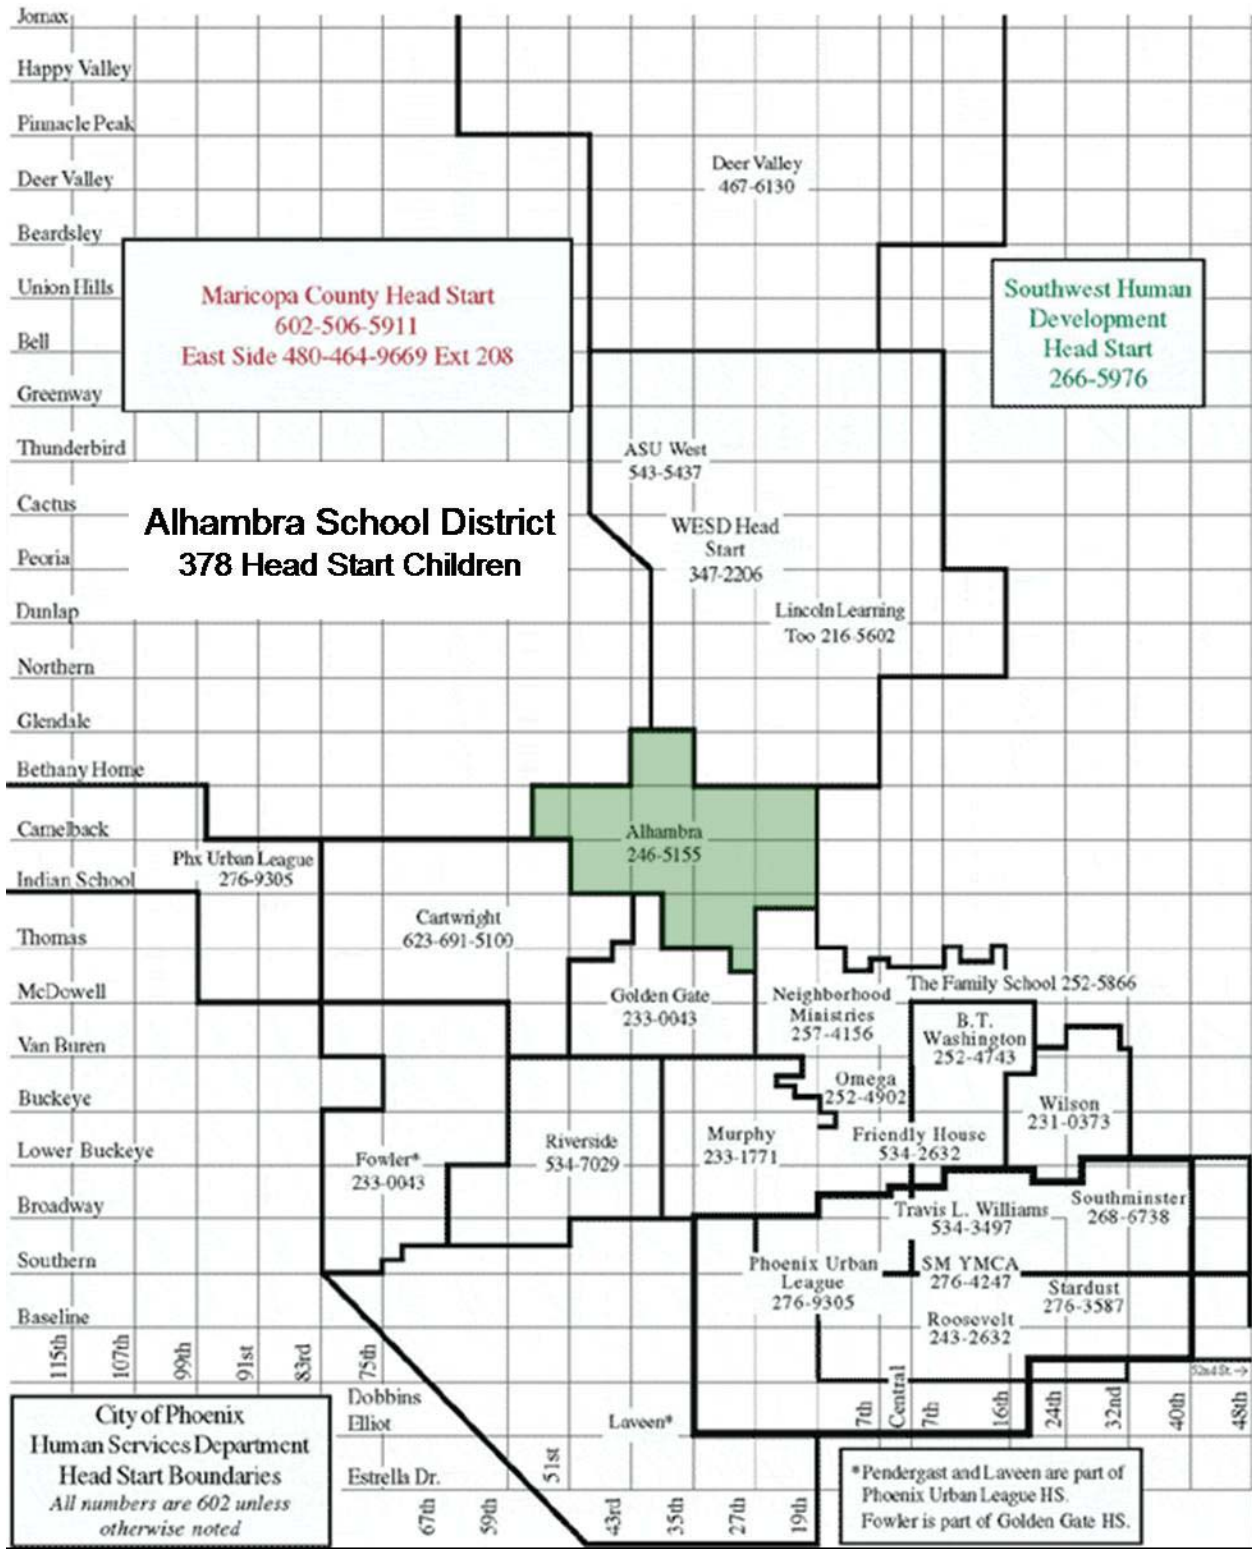 Jomax
Happy Valley
Pinnacle Peak
Deer Valley
467-6130
Deer Valley
Beardsley
Union Hills
Maricopa County Head Start
602-506-5911
East Side 480-464-9669 Ext 208
Southwest Human
Development
Head Start
266-5976
Bell
Greenway
Thunderbird
ASU West
543-5437
Cactus
Alhambra School District
378 Head Start Children
WESD Head
Start
347-2206
Peoria
Dunlap
Lincoln Learning
Too 216-5602
Northern
Glendale
Bethany Home
Camelback
Alhambra
246-5155
Phx Urban League
276-9305
Indian School
Cartwright
623-691-5100
Thomas
McDowell
Golden Gate
233-0043
Neighborhood
Ministries
257-4156
The Family School 252-5866
B.T.
Washington
252-4743
Van Buren
Buckeye
Omega
252-4902
Wilson
231-0373
Lower Buckeye
Fowler*
233-0043
Riverside
534-7029
Murphy
233-1771
Friendly House
534-2632
Broadway
Travis L. Williams
534-3497
Southminster
268-6738
Southern
Phoenix Urban
League
276-9305
SM YMCA
276-4247
Stardust
276-3587
Roosevelt
243-2632
Baseline
115th
107th
99th
91st
83rd
75th
52nd St. →
Dobbins
Elliot
Estrella Dr.
Laveen*
67th
59th
51st
43rd
35th
27th
19th
7th
Central
7th
16th
24th
32nd
40th
48th
City of Phoenix
Human Services Department
Head Start Boundaries
All numbers are 602 unless
otherwise noted
*Pendergast and Laveen are part of
Phoenix Urban League HS.
Fowler is part of Golden Gate HS.